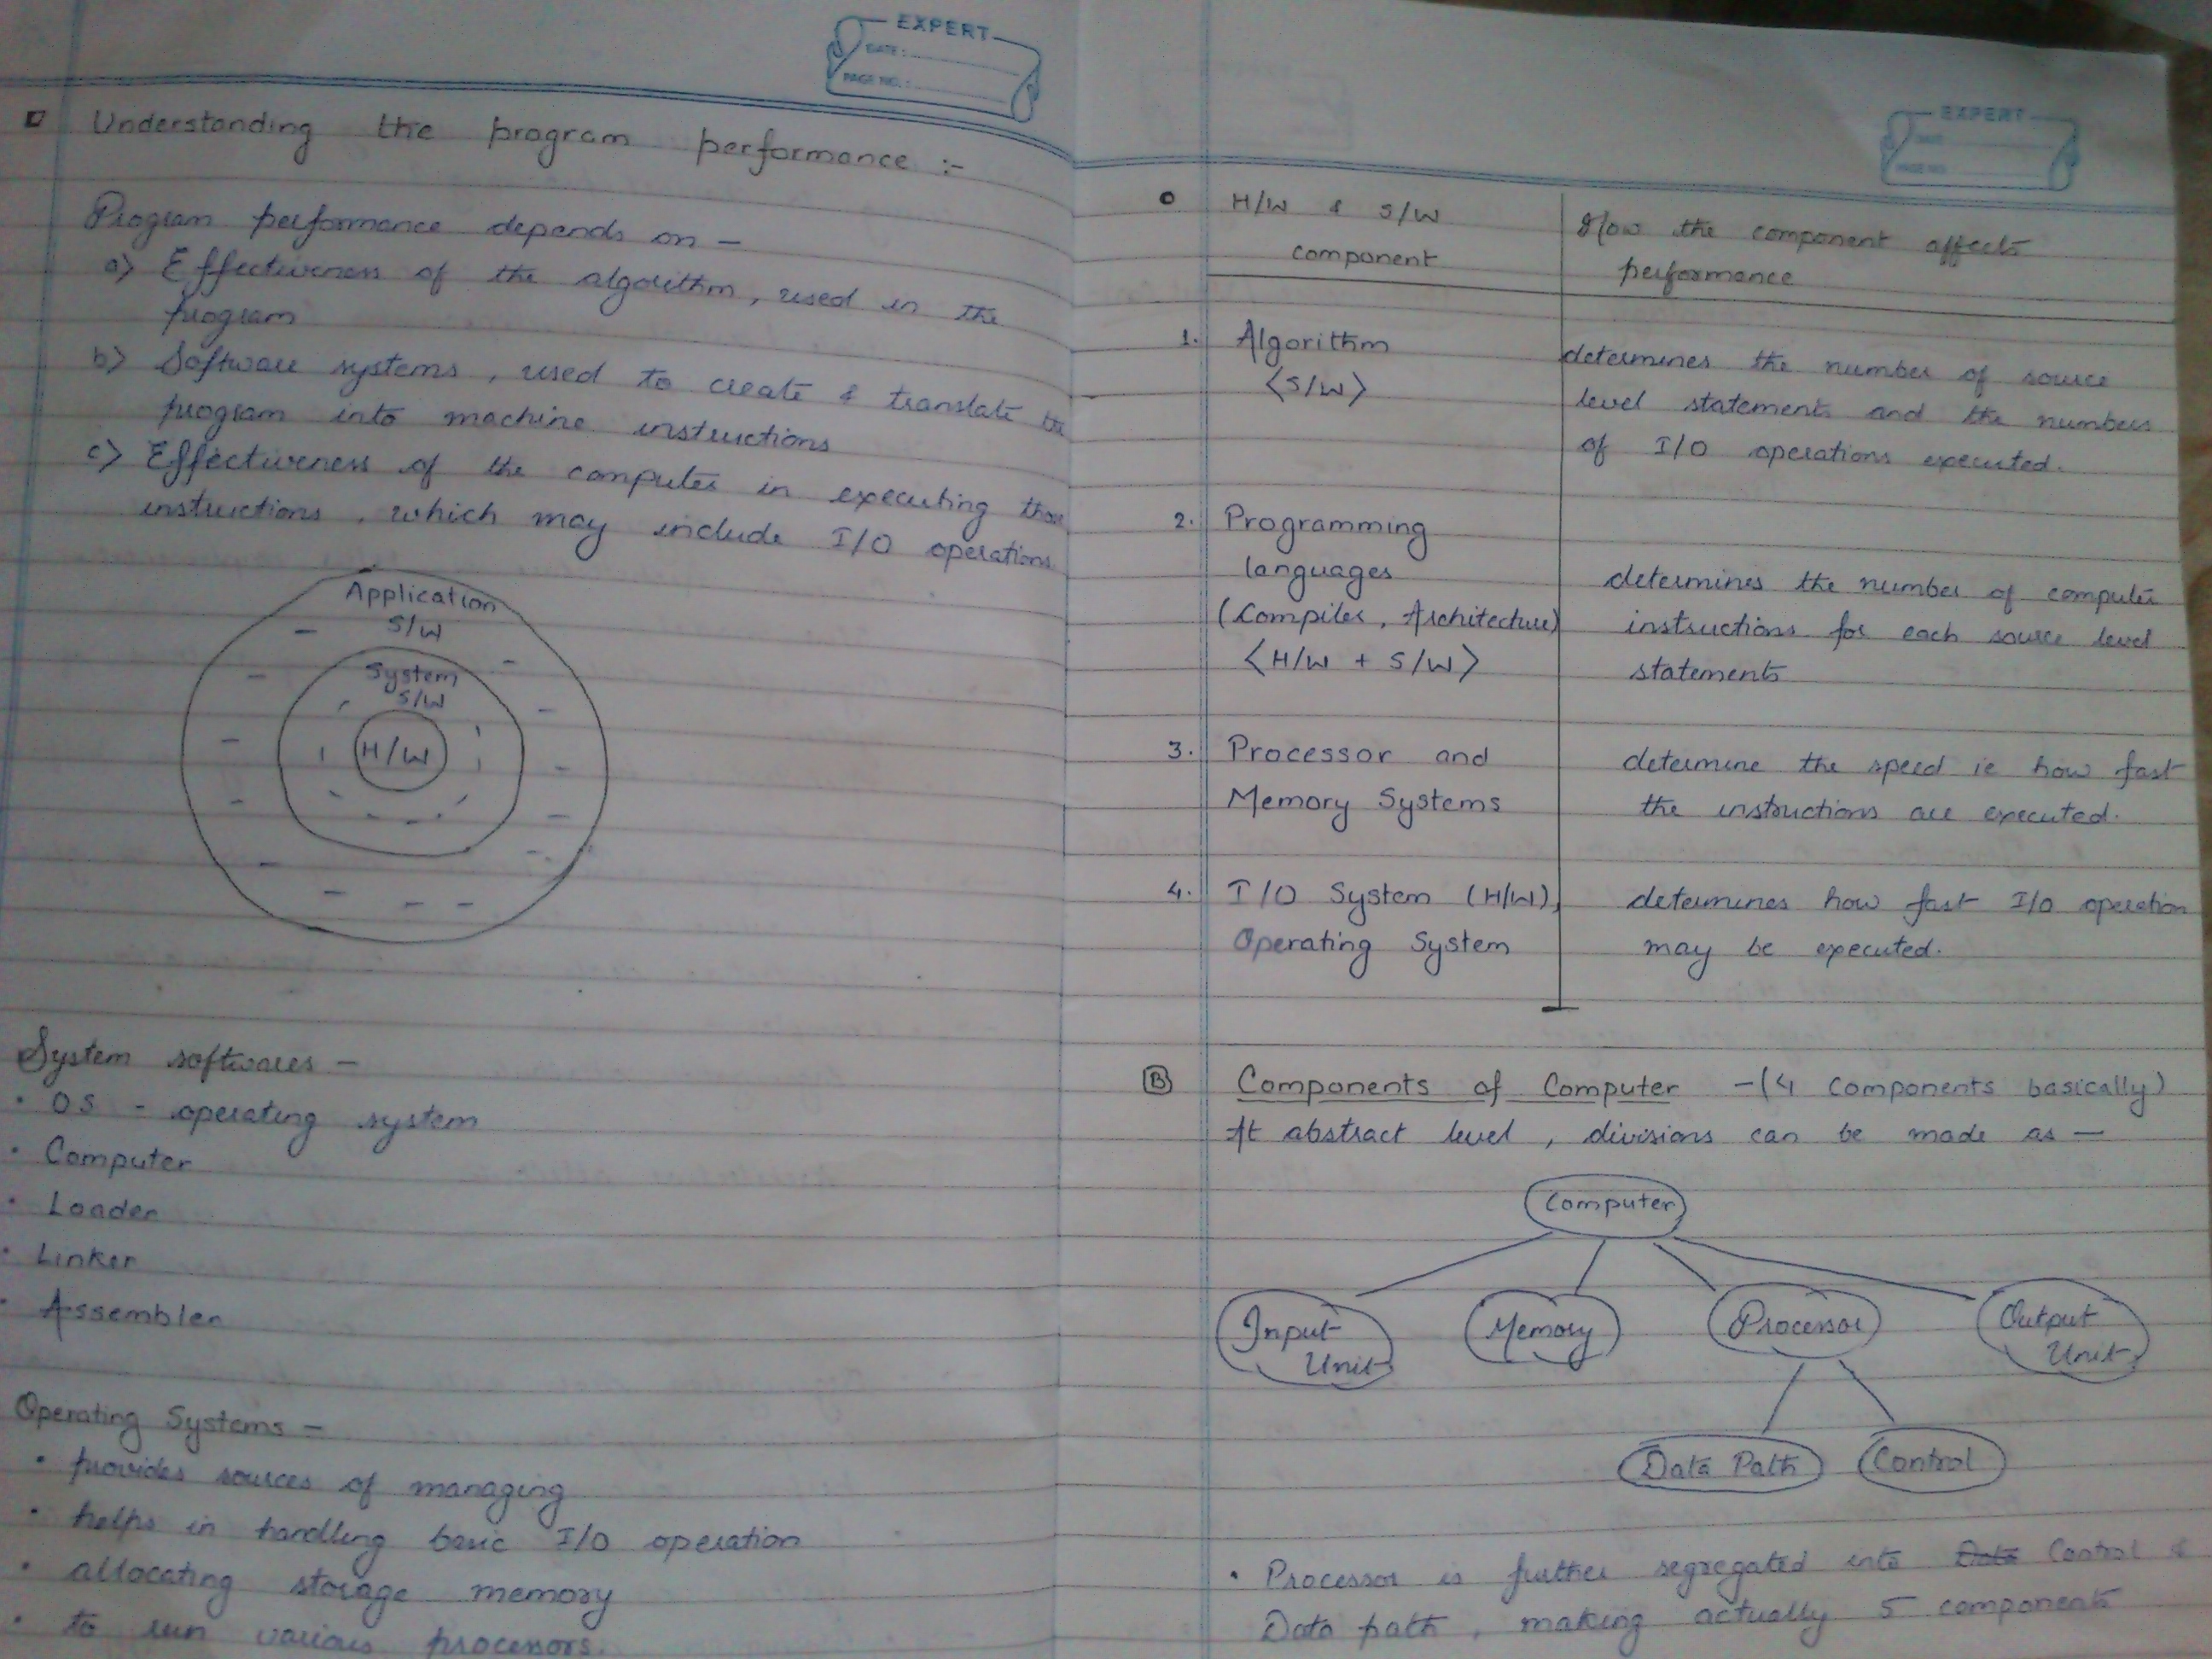 EXPERT
DATE:
PAGE NO.:
Understanding the program performance :-
Program performance depends on -
a> Effectiveness of the algorithm, used in the
program
b> Software systems, used to create & translate the
program into machine instructions
c> Effectiveness of the computer in executing those
instructions, which may include I/O operations
Application
S/W
System
S/W
H/W
System softwares -
• OS - operating system
• Computer
• Loader
• Linker
• Assembler
Operating Systems -
• provides sources of managing
• helps in handling basic I/O operation
• allocating storage memory
• to run various processors.
EXPERT
DATE
PAGE NO
H/W & S/W
component
How the component affects
performance
1. Algorithm
<S/W>
determines the number of source
level statements and the numbers
of I/O operations executed.
2. Programming
languages
(Compiler, Architecture)
<H/W + S/W>
determines the number of computer
instructions for each source level
statements
3. Processor and
Memory Systems
determine the speed ie how fast
the instructions are executed.
4. I/O System (H/W),
Operating System
determines how fast I/O operation
may be executed.
B Components of Computer -(4 components basically)
At abstract level, divisions can be made as -
Computer
Input
Unit
Memory
Processor
Output
Unit
Data Path
Control
• Processor is further segregated into Data Control &
Data path, making actually 5 components